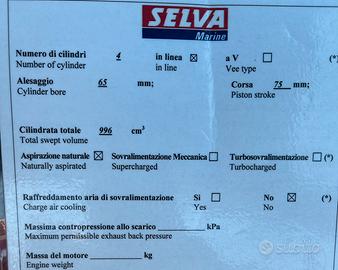 SELVA
Marine
Numero di cilindri 4 in linea ☒ a V ☐ (*)
Number of cylinder in line Vee type
Alesaggio 65 mm; Corsa 75 mm;
Cylinder bore Piston stroke
Cilindrata totale 996 cm³
Total swept volume
Aspirazione naturale ☒ Sovralimentazione Meccanica ☐ Turbosovralimentazione ☐ (*)
Naturally aspirated Supercharged Turbocharged
Raffreddamento aria di sovralimentazione Si ☐ No ☒ (*)
Charge air cooling Yes No
Massima contropressione allo scarico kPa
Maximum permissible exhaust back pressure
Massa del motore kg
Engine weight
SUBITO